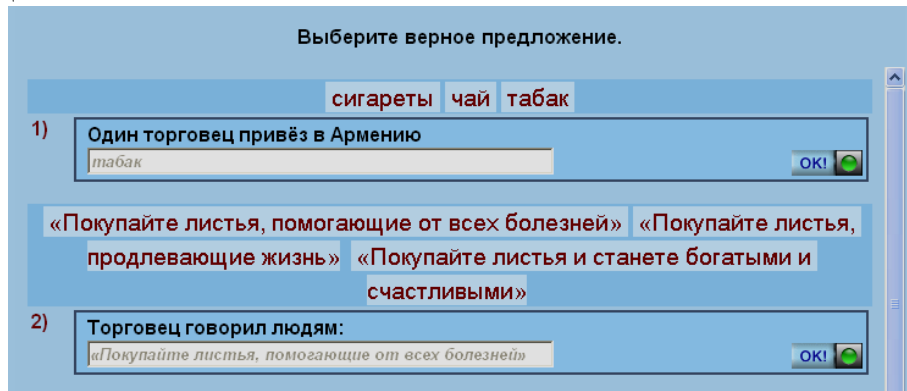 Выберите верное предложение.
сигареты чай табак
1) Один торговец привёз в Армению
табак
OK!
«Покупайте листья, помогающие от всех болезней» «Покупайте листья,
продлевающие жизнь» «Покупайте листья и станете богатыми и
счастливыми»
2) Торговец говорил людям:
«Покупайте листья, помогающие от всех болезней»
OK!